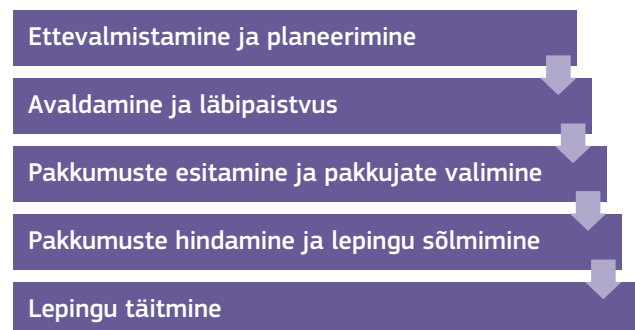 Ettevalmistamine ja planeerimine
Avaldamine ja läbipaistvus
Pakkumuste esitamine ja pakkujate valimine
Pakkumuste hindamine ja lepingu sõlmimine
Lepingu täitmine